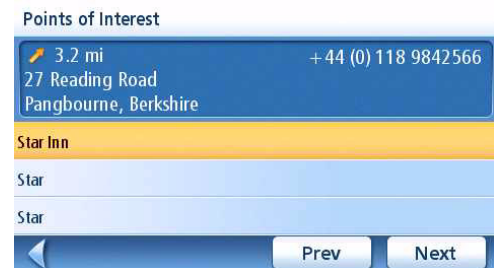 Points of Interest
3.2 mi
+44 (0) 118 9842566
27 Reading Road
Pangbourne, Berkshire
Star Inn
Star
Star
Prev
Next